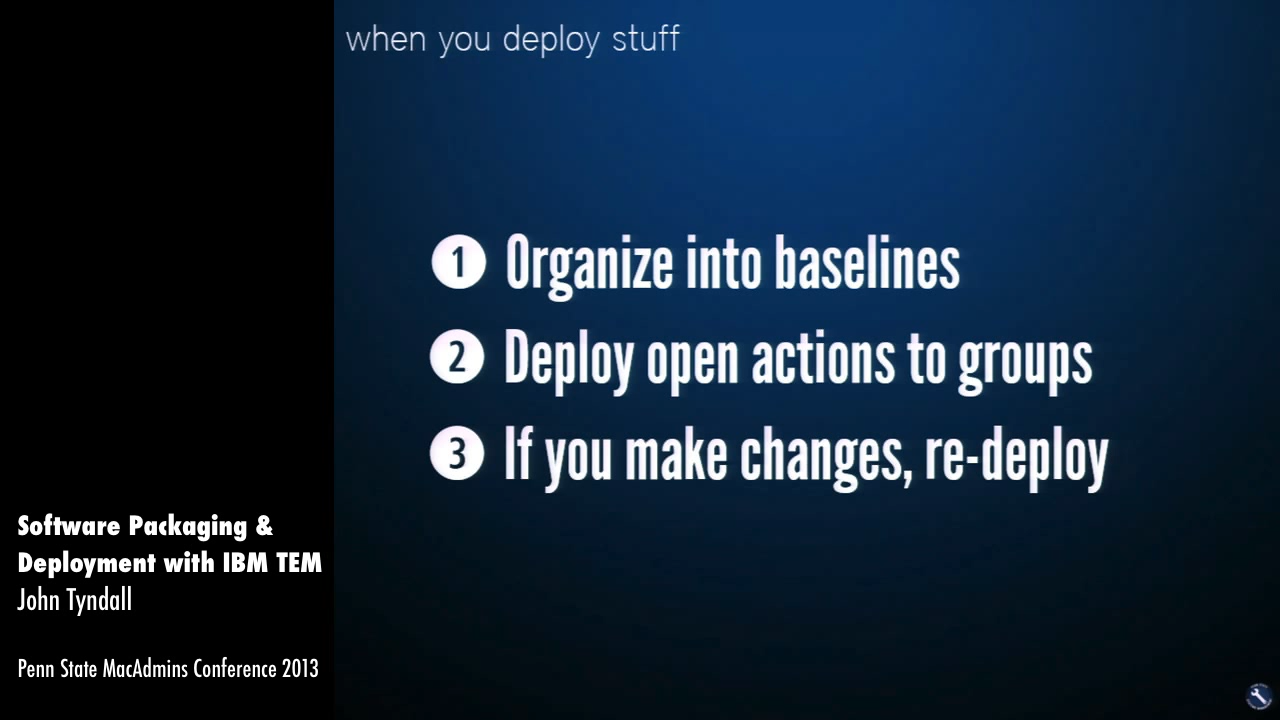 when you deploy stuff
1 Organize into baselines
2 Deploy open actions to groups
3 If you make changes, re-deploy
Software Packaging &
Deployment with IBM TEM
John Tyndall
Penn State MacAdmins Conference 2013